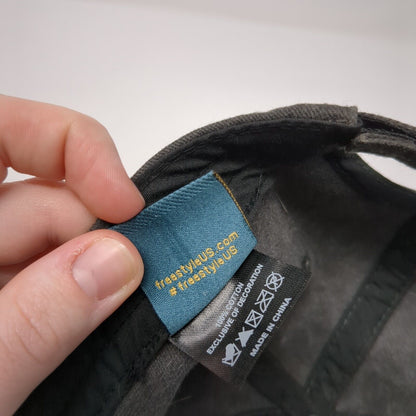 freestyleUS.com
#freestyleUS
100% COTTON
EXCLUSIVE OF DECORATION
MADE IN CHINA